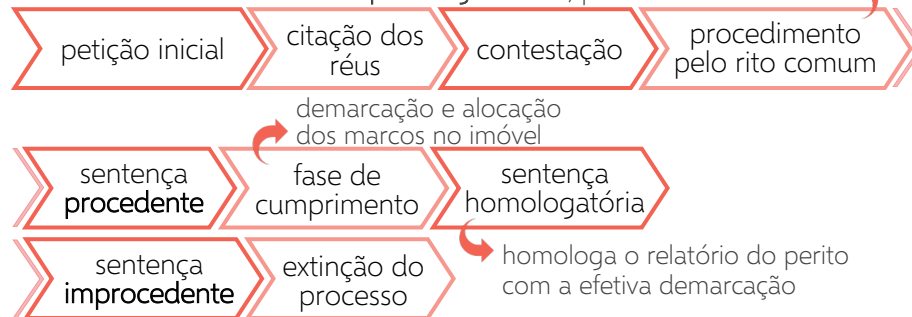 petição inicial
citação dos
réus
contestação
procedimento
pelo rito comum
demarcação e alocação
dos marcos no imóvel
sentença
procedente
fase de
cumprimento
sentença
homologatória
homologa o relatório do perito
com a efetiva demarcação
sentença
improcedente
extinção do
processo